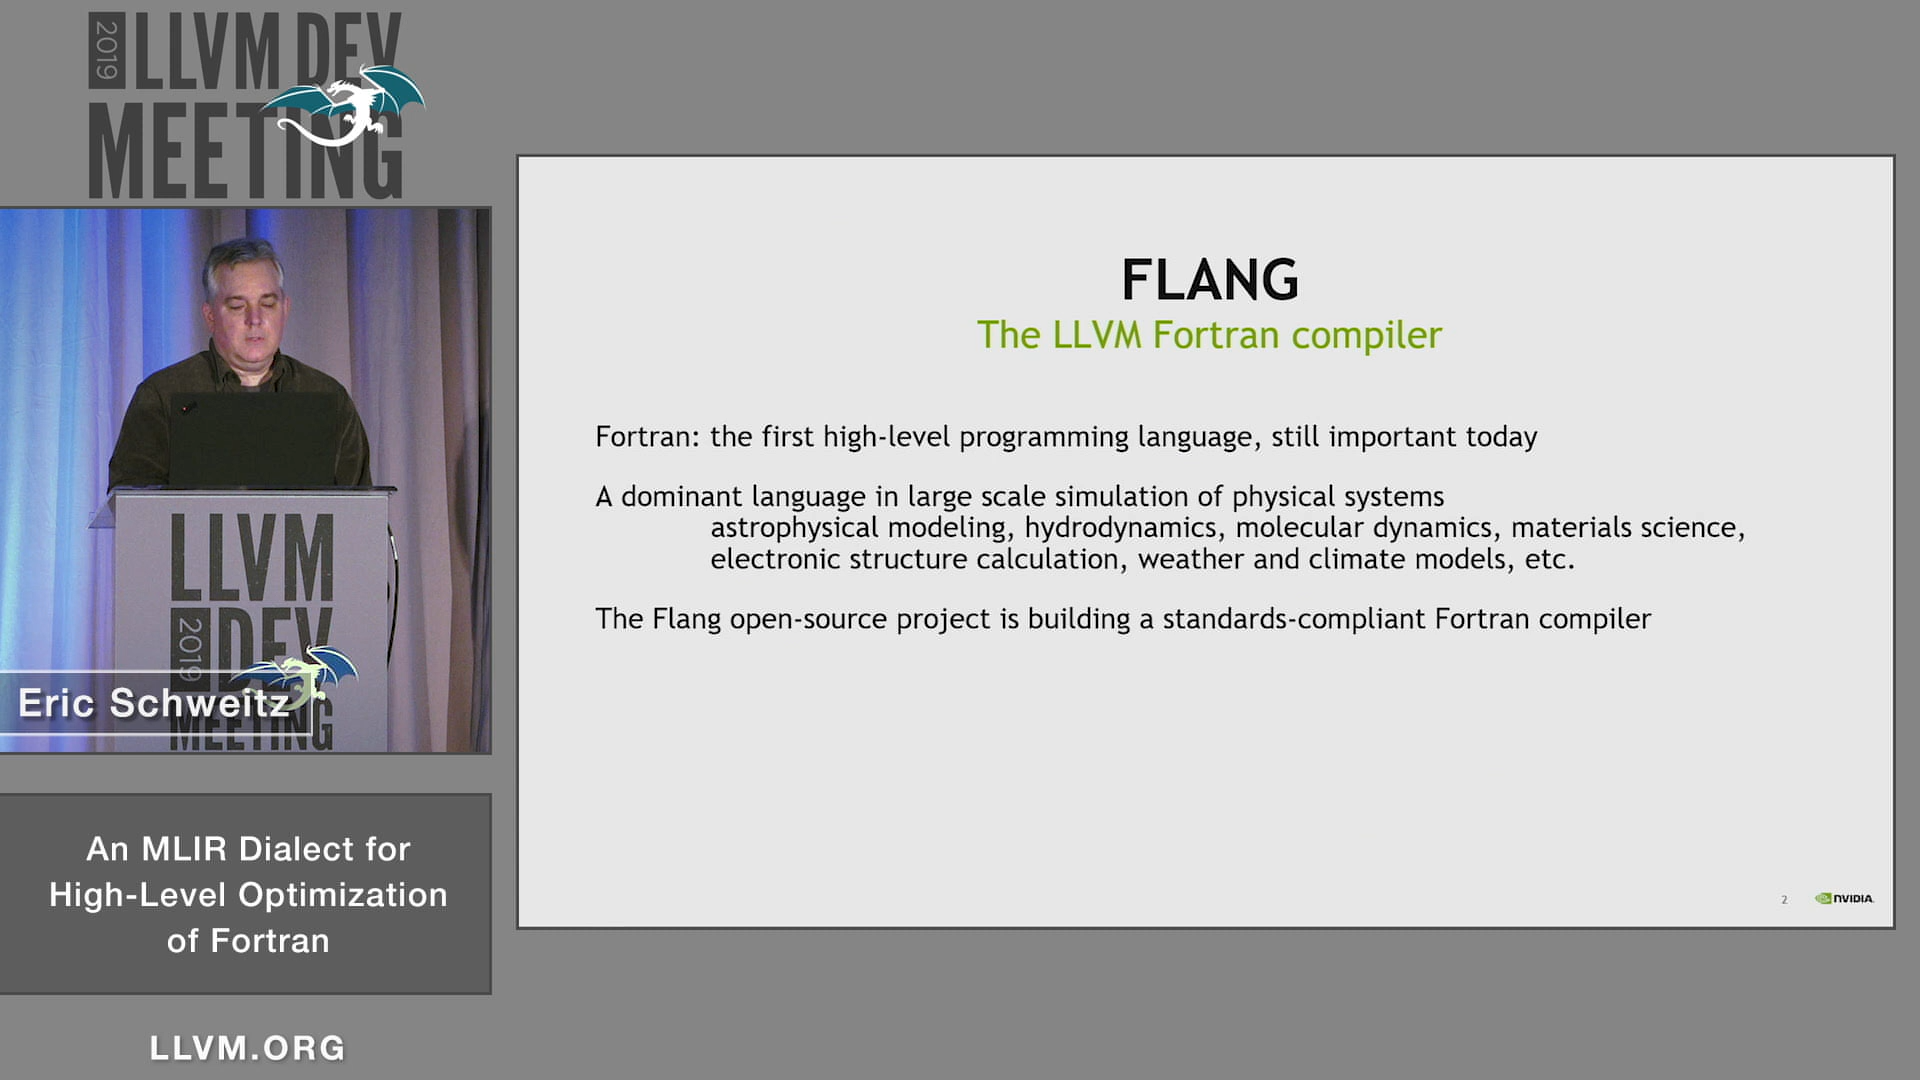 2019 LLVM DEV
MEETING
FLANG
The LLVM Fortran compiler
Fortran: the first high-level programming language, still important today
A dominant language in large scale simulation of physical systems
astrophysical modeling, hydrodynamics, molecular dynamics, materials science,
electronic structure calculation, weather and climate models, etc.
The Flang open-source project is building a standards-compliant Fortran compiler
2
NVIDIA.
LLVM
2019 DEV
MEETING
Eric Schweitz
An MLIR Dialect for
High-Level Optimization
of Fortran
LLVM.ORG